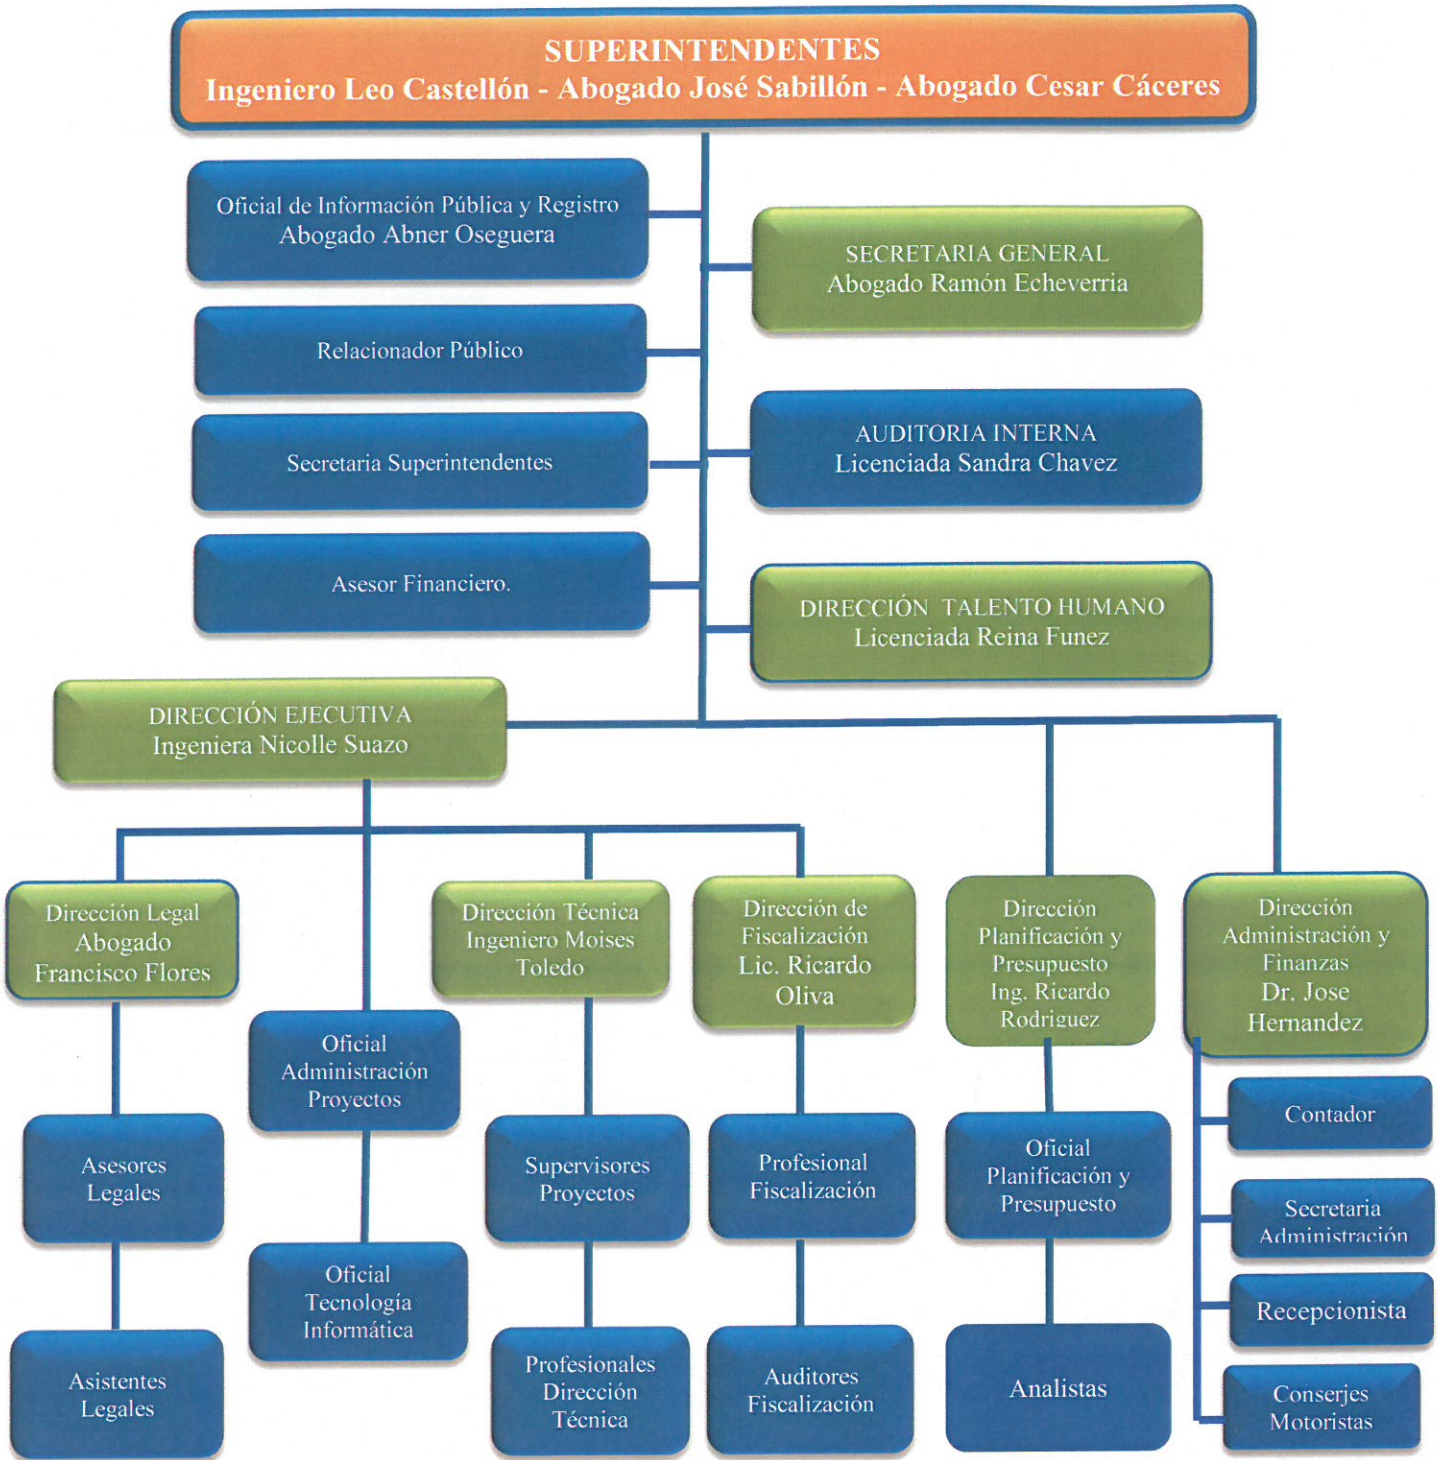 SUPERINTENDENTES
Ingeniero Leo Castellón - Abogado José Sabillón - Abogado Cesar Cáceres
Oficial de Información Pública y Registro
Abogado Abner Oseguera
SECRETARIA GENERAL
Abogado Ramón Echeverria
Relacionador Público
AUDITORIA INTERNA
Licenciada Sandra Chavez
Secretaria Superintendentes
Asesor Financiero.
DIRECCIÓN TALENTO HUMANO
Licenciada Reina Funez
DIRECCIÓN EJECUTIVA
Ingeniera Nicolle Suazo
Dirección Legal
Abogado
Francisco Flores
Dirección Técnica
Ingeniero Moises
Toledo
Dirección de
Fiscalización
Lic. Ricardo
Oliva
Dirección
Planificación y
Presupuesto
Ing. Ricardo
Rodriguez
Dirección
Administración y
Finanzas
Dr. Jose
Hernandez
Oficial
Administración
Proyectos
Contador
Asesores
Legales
Supervisores
Proyectos
Profesional
Fiscalización
Oficial
Planificación y
Presupuesto
Secretaria
Administración
Oficial
Tecnología
Informática
Recepcionista
Asistentes
Legales
Profesionales
Dirección
Técnica
Auditores
Fiscalización
Analistas
Conserjes
Motoristas